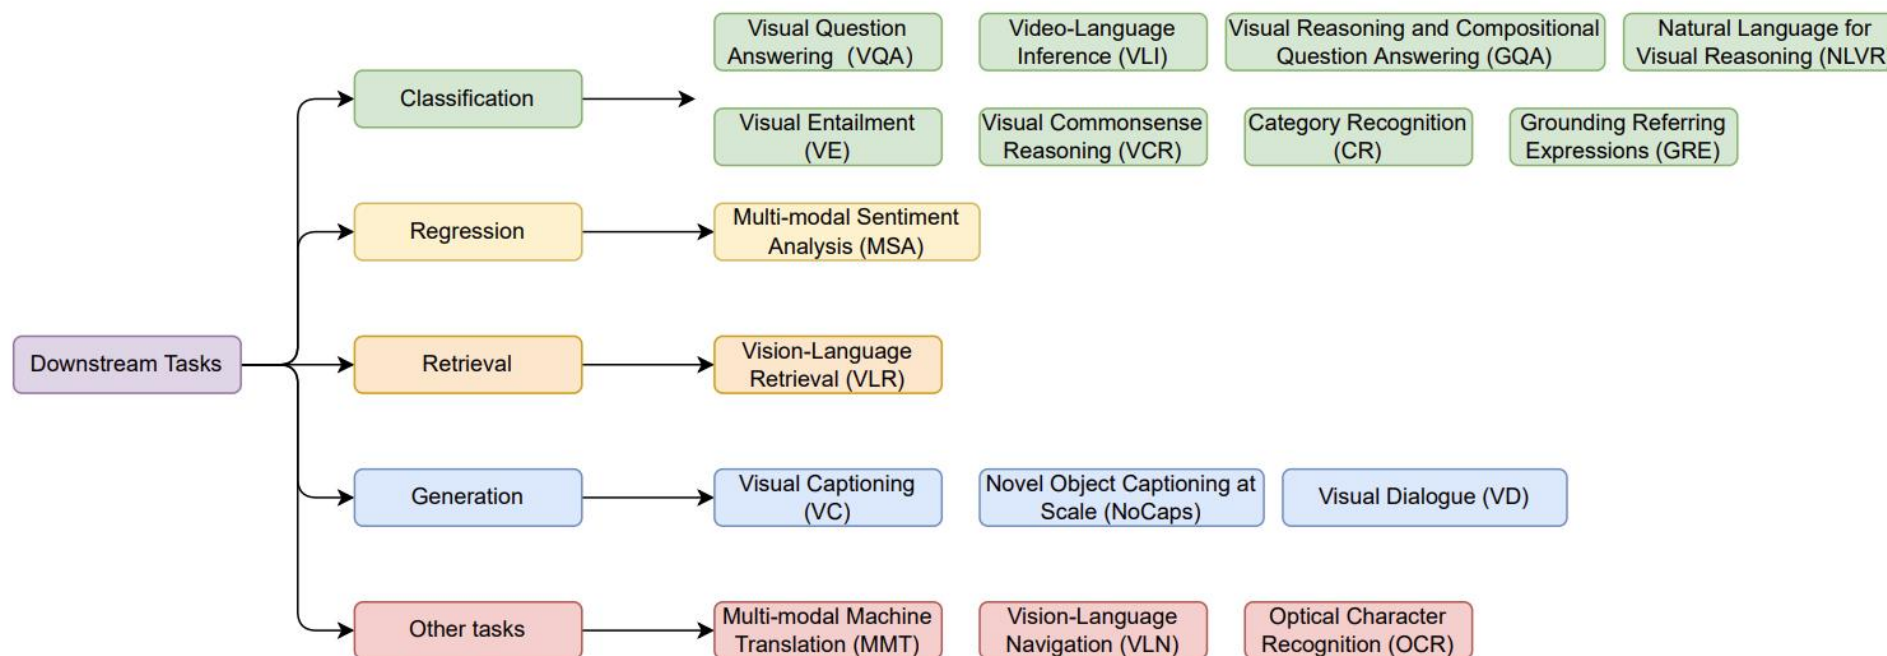 Visual Question
Answering (VQA)
Video-Language
Inference (VLI)
Visual Reasoning and Compositional
Question Answering (GQA)
Natural Language for
Visual Reasoning (NLVR
Classification
Visual Entailment
(VE)
Visual Commonsense
Reasoning (VCR)
Category Recognition
(CR)
Grounding Referring
Expressions (GRE)
Regression
Multi-modal Sentiment
Analysis (MSA)
Downstream Tasks
Retrieval
Vision-Language
Retrieval (VLR)
Generation
Visual Captioning
(VC)
Novel Object Captioning at
Scale (NoCaps)
Visual Dialogue (VD)
Other tasks
Multi-modal Machine
Translation (MMT)
Vision-Language
Navigation (VLN)
Optical Character
Recognition (OCR)